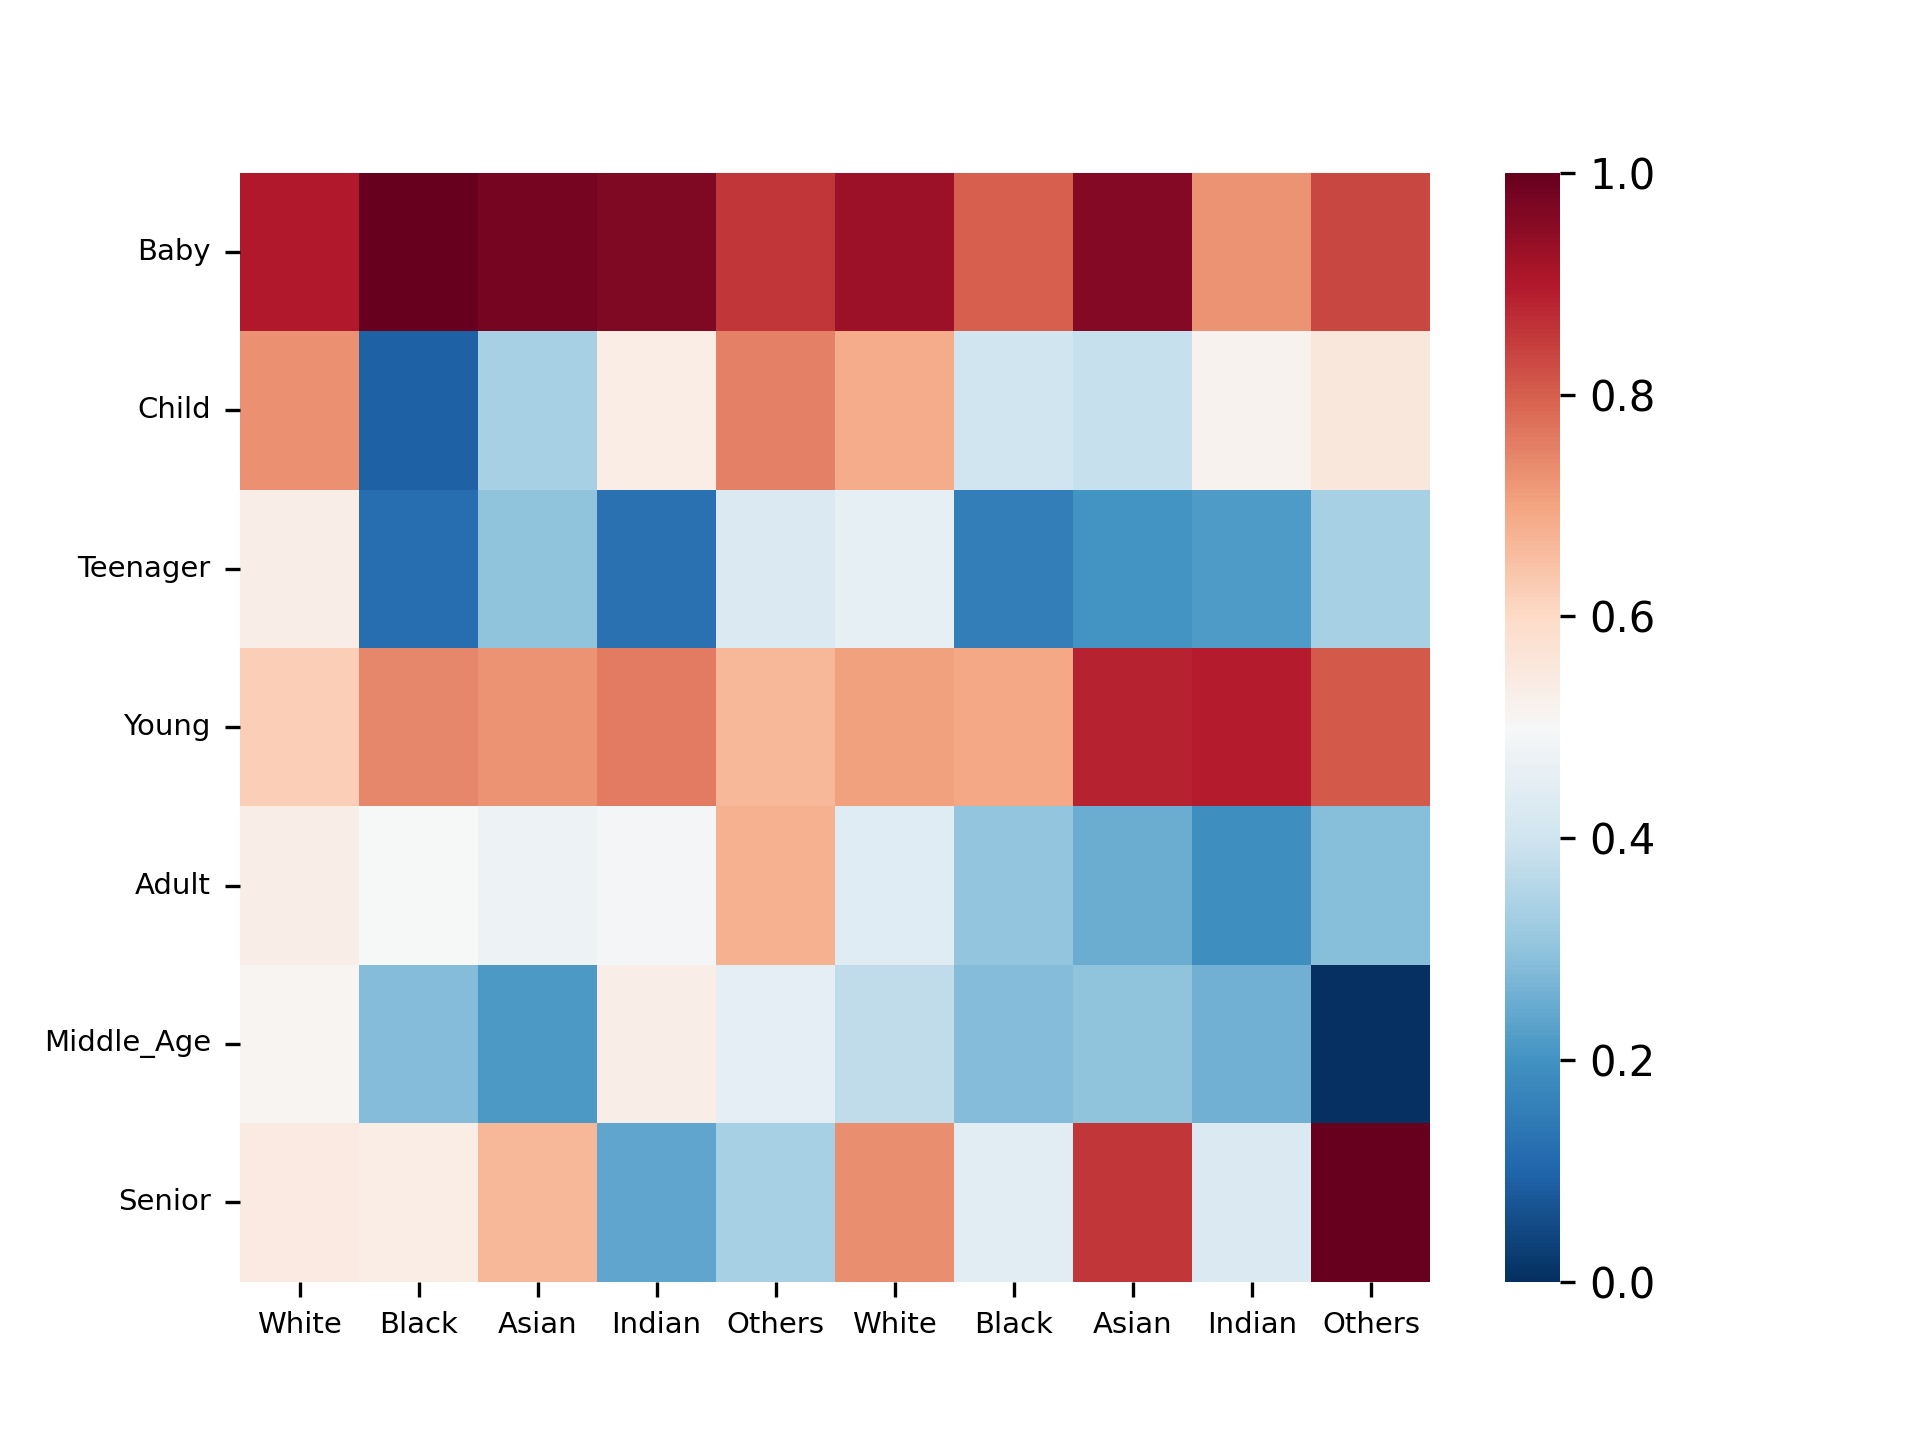 Baby
Child
Teenager
Young
Adult
Middle_Age
Senior
White Black Asian Indian Others White Black Asian Indian Others
1.0
0.8
0.6
0.4
0.2
0.0